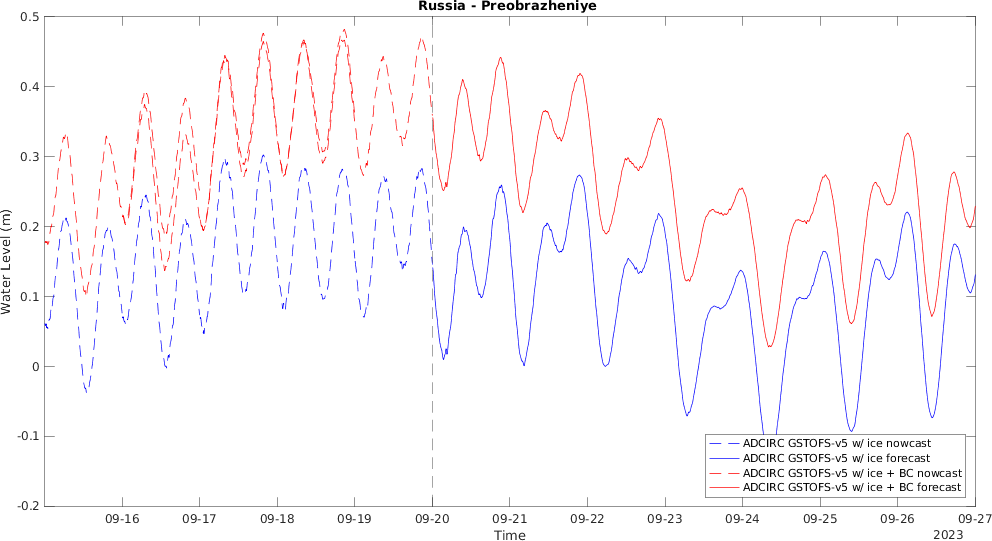 Russia - Preobrazheniye
Water Level (m)
0.5
0.4
0.3
0.2
0.1
0
-0.1
-0.2
ADCIRC GSTOFS-v5 w/ ice nowcast
ADCIRC GSTOFS-v5 w/ ice forecast
ADCIRC GSTOFS-v5 w/ ice + BC nowcast
ADCIRC GSTOFS-v5 w/ ice + BC forecast
09-16 09-17 09-18 09-19 09-20 09-21 09-22 09-23 09-24 09-25 09-26 09-27
Time
2023